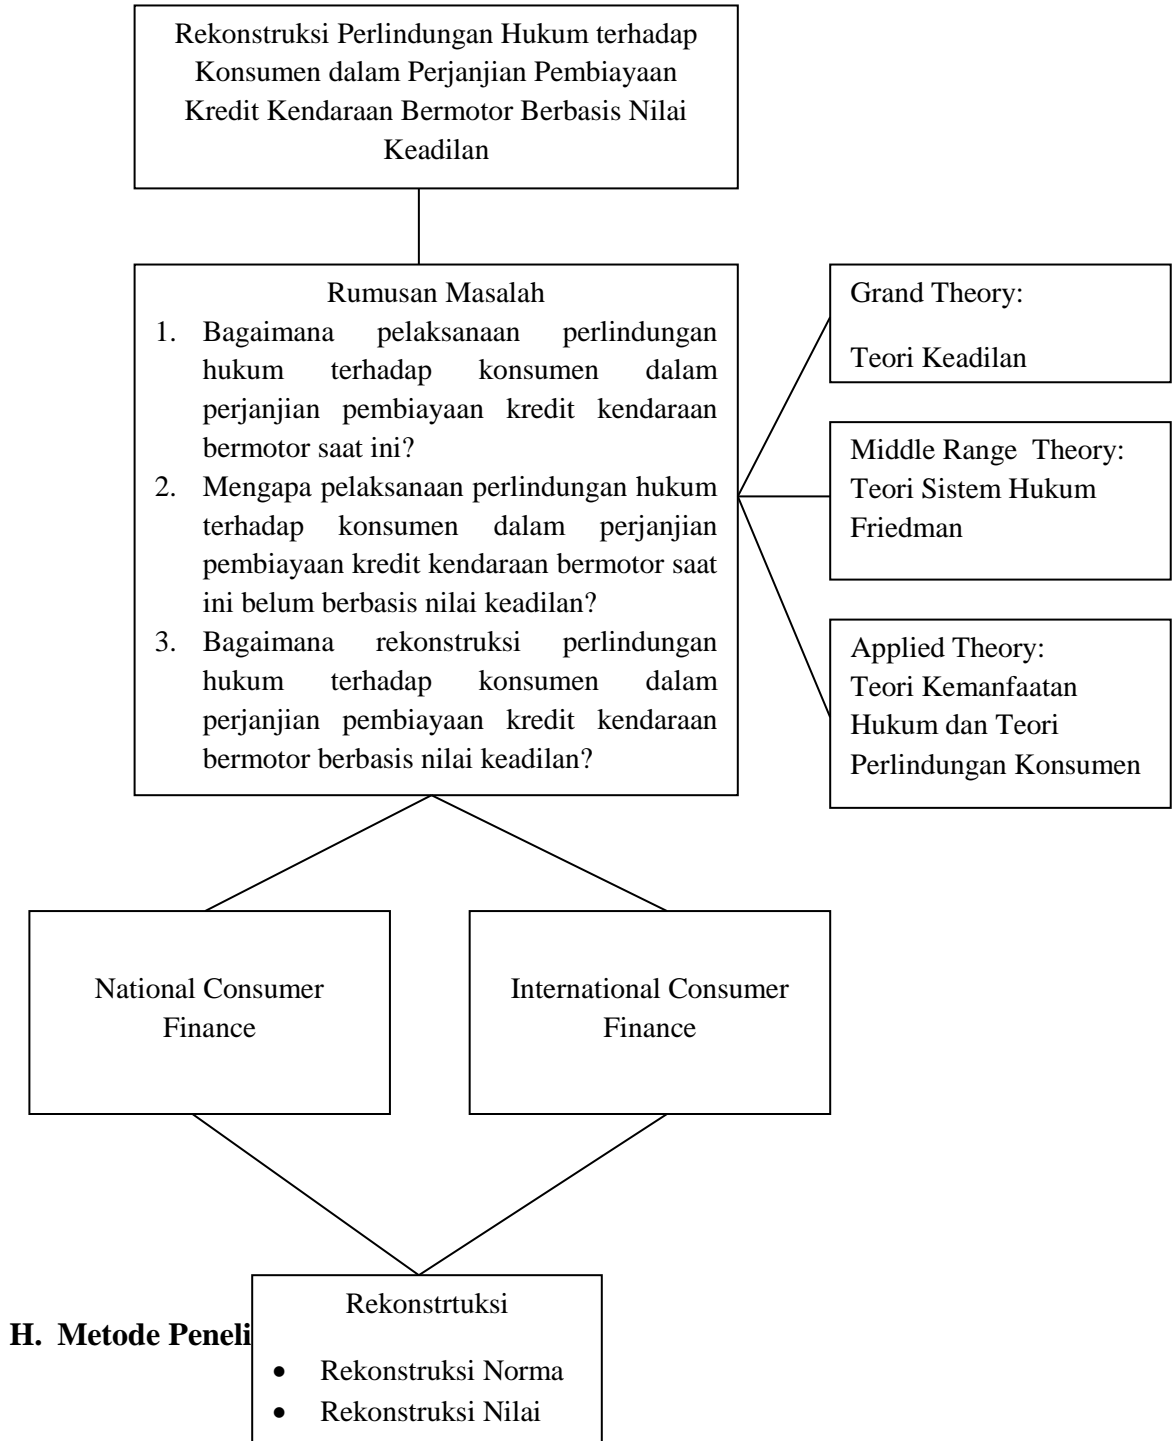 Rekonstruksi Perlindungan Hukum terhadap
Konsumen dalam Perjanjian Pembiayaan
Kredit Kendaraan Bermotor Berbasis Nilai
Keadilan
Rumusan Masalah
1. Bagaimana pelaksanaan perlindungan
hukum terhadap konsumen dalam
perjanjian pembiayaan kredit kendaraan
bermotor saat ini?
2. Mengapa pelaksanaan perlindungan hukum
terhadap konsumen dalam perjanjian
pembiayaan kredit kendaraan bermotor saat
ini belum berbasis nilai keadilan?
3. Bagaimana rekonstruksi perlindungan
hukum terhadap konsumen dalam
perjanjian pembiayaan kredit kendaraan
bermotor berbasis nilai keadilan?
Grand Theory:
Teori Keadilan
Middle Range Theory:
Teori Sistem Hukum
Friedman
Applied Theory:
Teori Kemanfaatan
Hukum dan Teori
Perlindungan Konsumen
National Consumer
Finance
International Consumer
Finance
Rekonstrtuksi
• Rekonstruksi Norma
• Rekonstruksi Nilai
H. Metode Peneli